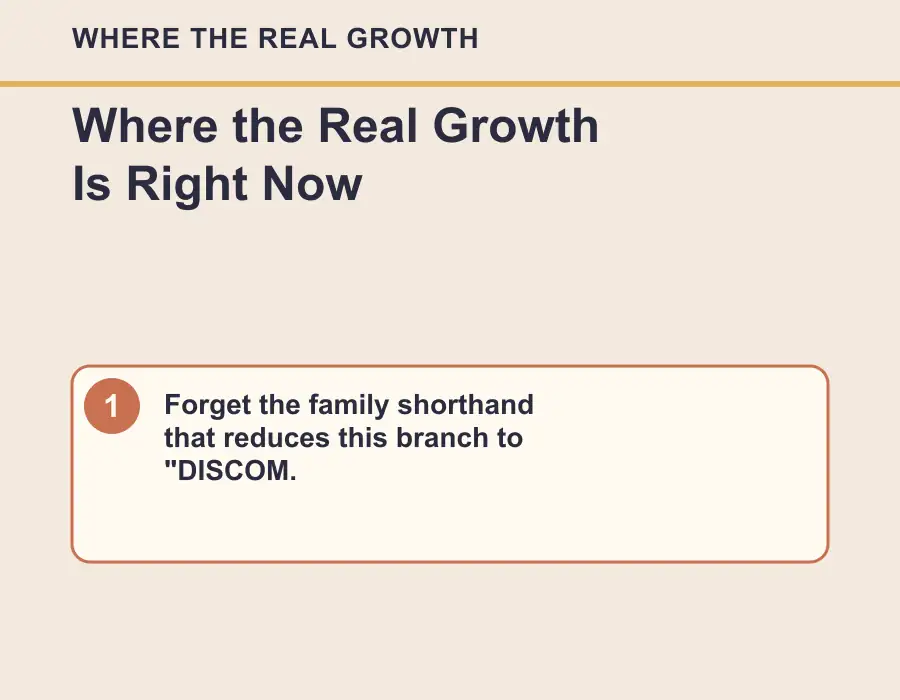 WHERE THE REAL GROWTH
Where the Real Growth
Is Right Now
1
Forget the family shorthand
that reduces this branch to
"DISCOM.